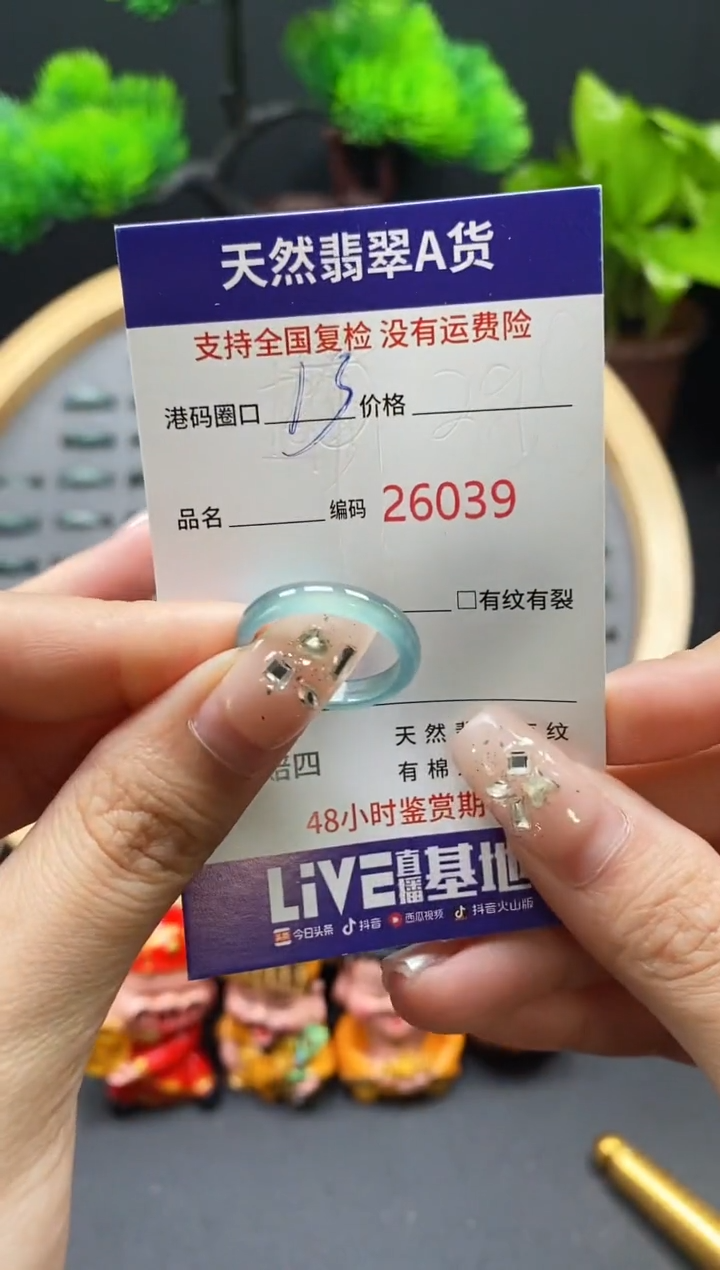 天然翡翠A货
支持全国复检 没有运费险
港码圈口 13 价格
品名 编码 26039
□有纹有裂
天然 纹
赔四 有棉
48小时鉴赏期
LiVE直播基地
今日头条 抖音 西瓜视频 抖音火山版